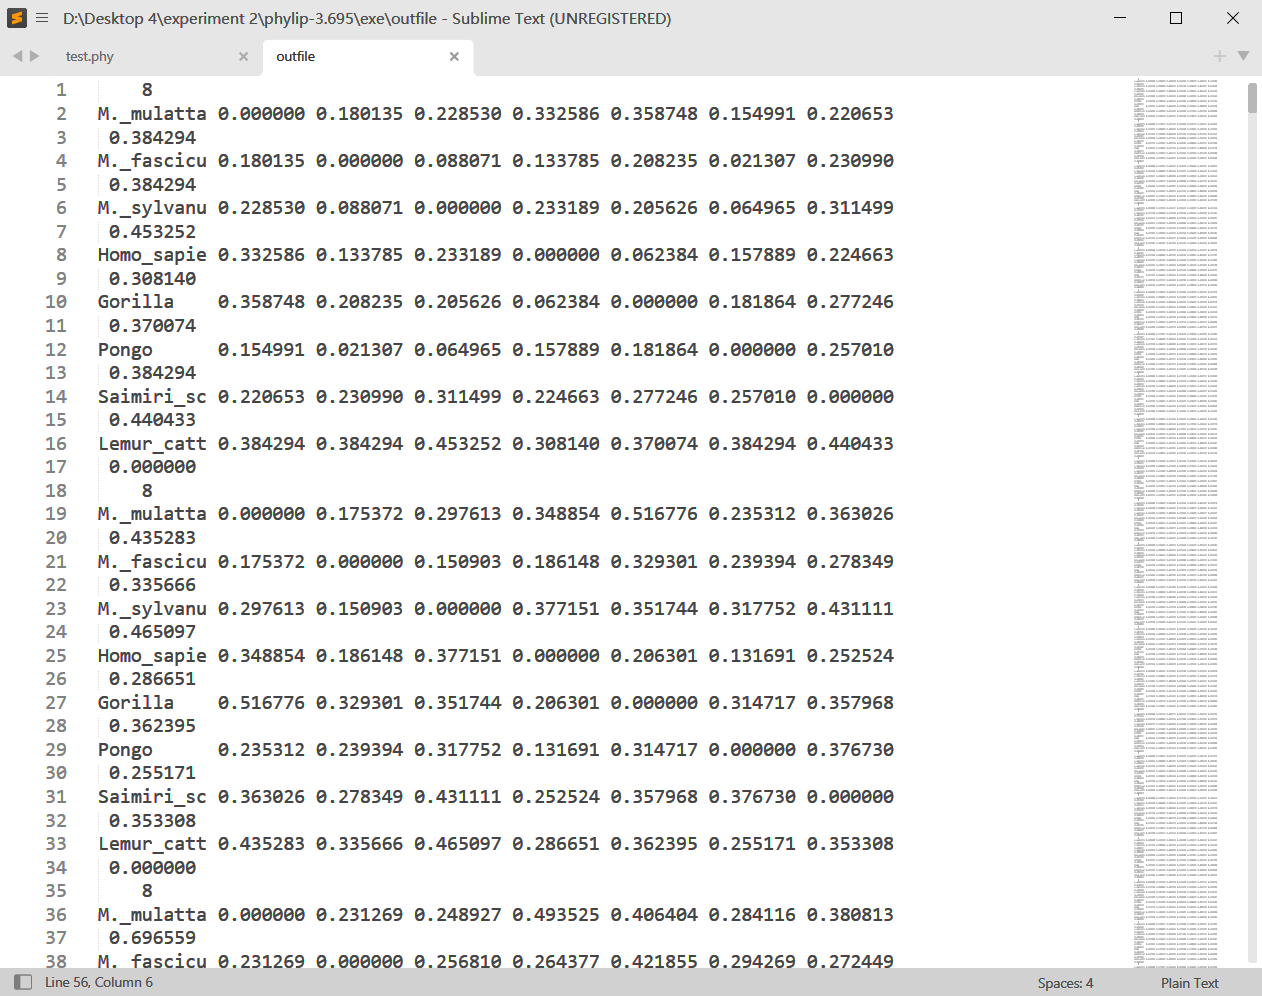 D:\Desktop 4\experiment 2\phylip-3.695\exe\outfile - Sublime Text (UNREGISTERED)
test.phy
outfile
1 8
2 M._mulatta 0.000000 0.180135 0.228530 0.332586 0.358748 0.154991 0.220653
3 0.384294
4 M._fascicu 0.180135 0.000000 0.088071 0.133785 0.208235 0.021307 0.230990
5 0.384294
6 M._sylvanu 0.228530 0.088071 0.000000 0.233189 0.205626 0.064965 0.311499
7 0.453252
8 Homo_sapie 0.332586 0.133785 0.233189 0.000000 0.062384 0.157889 0.224663
9 0.308140
10 Gorilla 0.358748 0.208235 0.205626 0.062384 0.000000 0.181864 0.277246
11 0.370074
12 Pongo 0.154991 0.021307 0.064965 0.157889 0.181864 0.000000 0.257010
13 0.384294
14 Saimiri_sc 0.220653 0.230990 0.311499 0.224663 0.277246 0.257010 0.000000
15 0.440433
16 Lemur_catt 0.384294 0.384294 0.453252 0.308140 0.370074 0.384294 0.440433
17 0.000000
18 8
19 M._mulatta 0.000000 0.175372 0.297613 0.348854 0.516776 0.235312 0.363026
20 0.435283
21 M._fascicu 0.175372 0.000000 0.150903 0.186148 0.329301 0.239394 0.278349
22 0.335666
23 M._sylvanu 0.297613 0.150903 0.000000 0.377151 0.351744 0.317752 0.431111
24 0.465097
25 Homo_sapie 0.348854 0.186148 0.377151 0.000000 0.206301 0.131691 0.252524
26 0.286651
27 Gorilla 0.516776 0.329301 0.351744 0.206301 0.000000 0.314717 0.357968
28 0.362395
29 Pongo 0.235312 0.239394 0.317752 0.131691 0.314717 0.000000 0.376730
30 0.255171
31 Saimiri_sc 0.363026 0.278349 0.431111 0.252524 0.357968 0.376730 0.000000
32 0.353308
33 Lemur_catt 0.435283 0.335666 0.465097 0.286651 0.362395 0.255171 0.353308
34 0.000000
35 8
36 M._mulatta 0.000000 0.231269 0.248927 0.493525 0.406404 0.284116 0.380813
37 0.696559
38 M._fascicu 0.231269 0.000000 0.256810 0.264377 0.421855 0.294269 0.272449
Line 56, Column 6
Spaces: 4
Plain Text